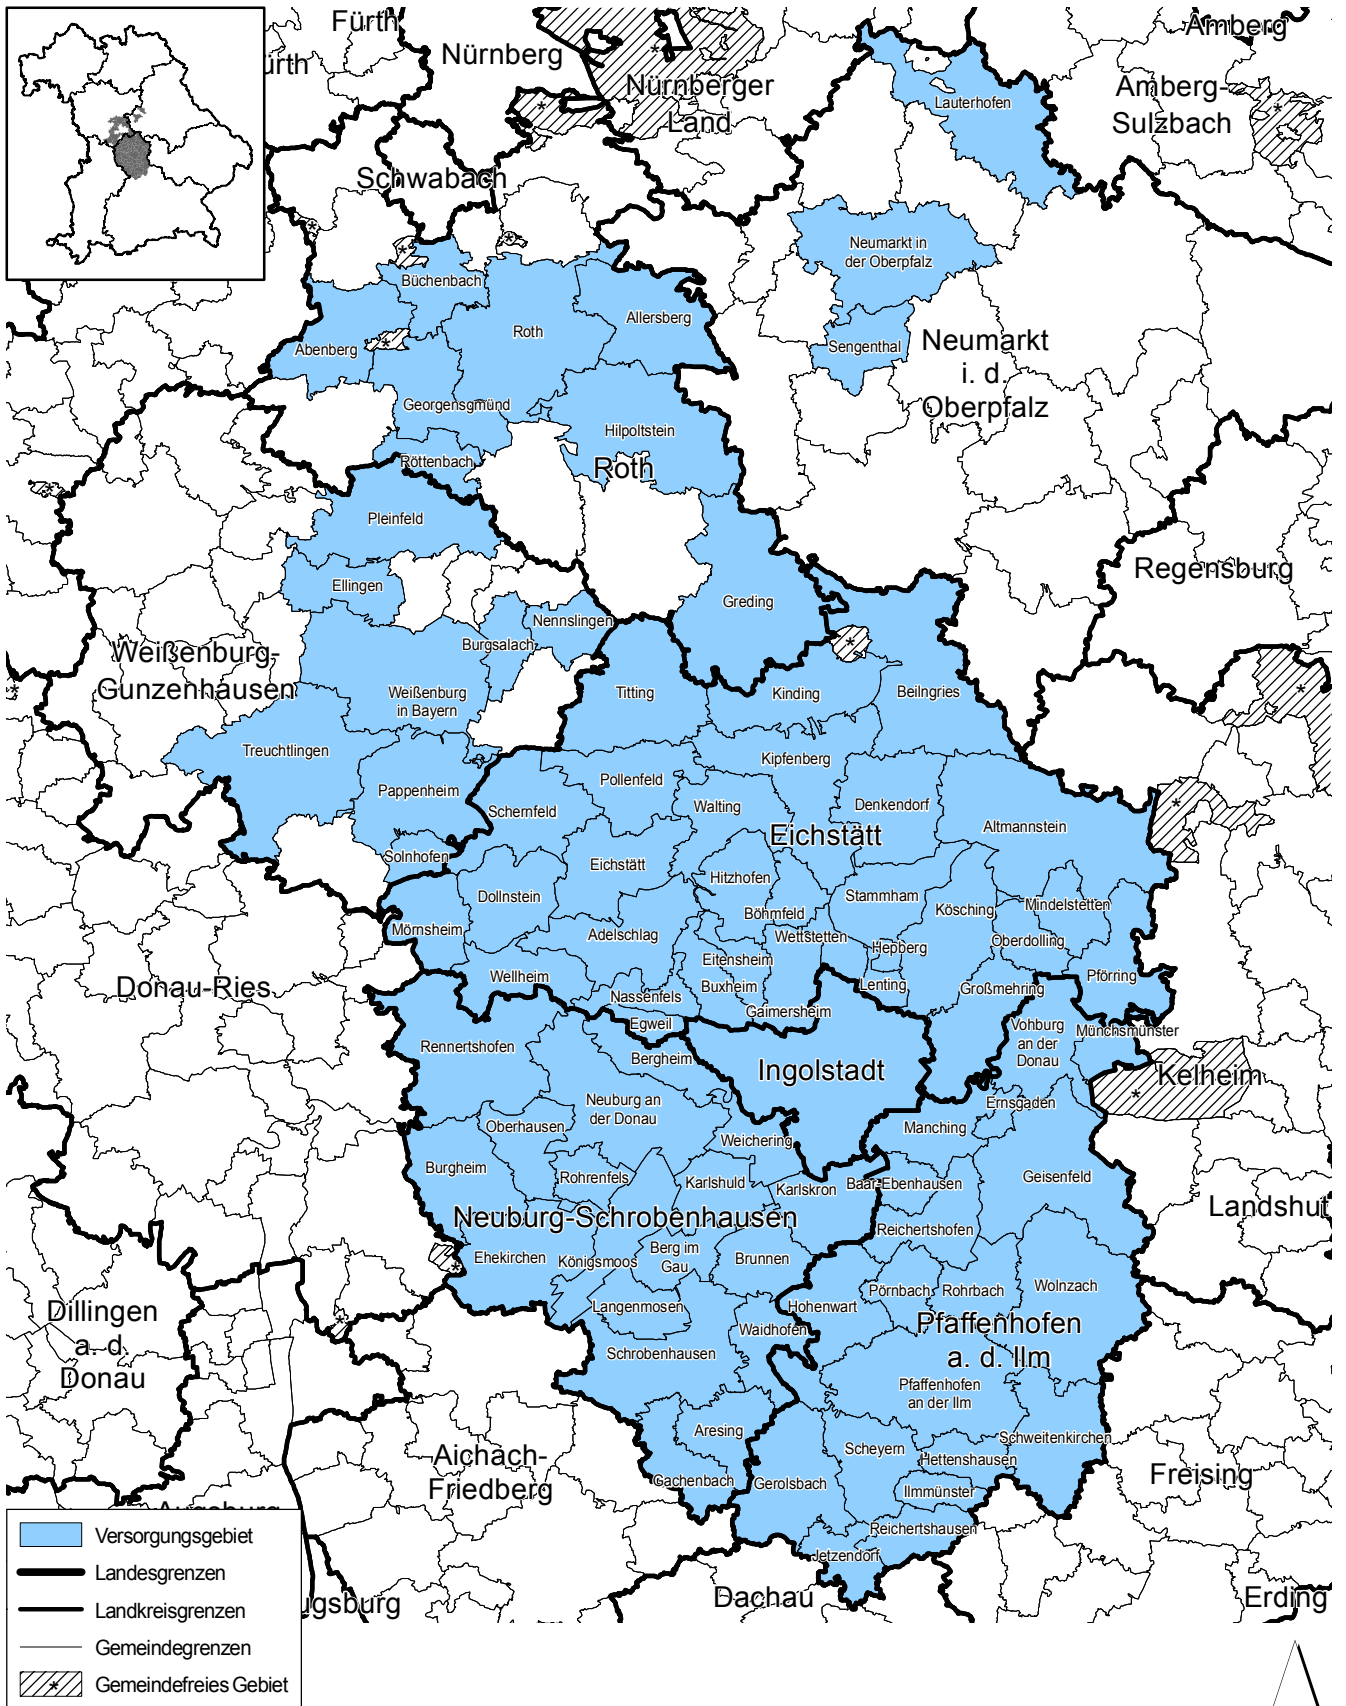 Fürth
Amberg
Nürnberg
ürth
Nürnberger
Land
Amberg-
Sulzbach
Lauterhofen
Schwabach
Neumarkt in
der Oberpfalz
Büchenbach
Allersberg
Roth
Abenberg
Sengenthal
Neumarkt
i. d.
Oberpfalz
Georgensgmünd
Hilpoltstein
Röttenbach
Roth
Pleinfeld
Regensburg
Ellingen
Greding
Nennslingen
Burgsalach
Weißenburg-
Gunzenhausen
Weißenburg
in Bayern
Titting
Kinding
Beilngries
Treuchtlingen
Kipfenberg
Pollenfeld
Pappenheim
Schernfeld
Walting
Denkendorf
Altmannstein
Eichstätt
Solnhofen
Eichstätt
Hitzhofen
Dollnstein
Stammham
Mindelstetten
Kösching
Böhmfeld
Mörnsheim
Adelschlag
Wettstetten
Hepberg
Oberdolling
Eitensheim
Wellheim
Pförring
Donau-Ries
Nassenfels
Buxheim
Lenting
Großmehring
Gaimersheim
Egweil
Vohburg
an der
Donau
Münchsmünster
Rennertshofen
Bergheim
Ingolstadt
Kelheim
Neuburg an
der Donau
Ernsgaden
Oberhausen
Manching
Weichering
Burgheim
Rohrenfels
Karlshuld
Karlskron
Baar-Ebenhausen
Geisenfeld
Landshut
Neuburg-Schrobenhausen
Reichertshofen
Ehekirchen
Königsmoos
Berg im
Gau
Brunnen
Pörnbach
Rohrbach
Wolnzach
Hohenwart
Langenmosen
Dillingen
a. d.
Donau
Waidhofen
Pfaffenhofen
a. d. Ilm
Schrobenhausen
Pfaffenhofen
an der Ilm
Aresing
Scheyern
Schweitenkirchen
Hettenshausen
Aichach-
Friedberg
Gachenbach
Gerolsbach
Ilmmünster
Freising
Augsburg
Reichertshausen
Jetzendorf
Dachau
Erding
ugsburg
Versorgungsgebiet
Landesgrenzen
Landkreisgrenzen
Gemeindegrenzen
Gemeindefreies Gebiet